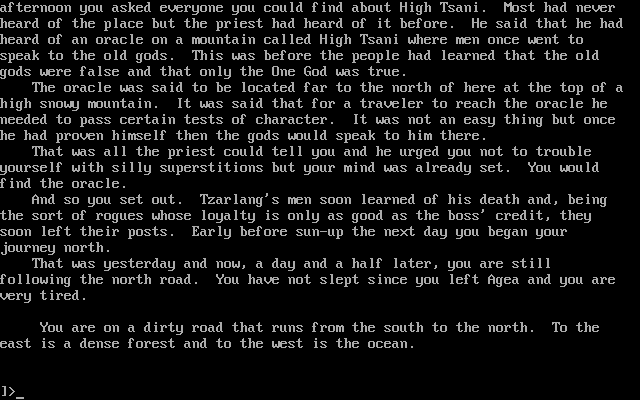 afternoon you asked everyone you could find about High Tsani.  Most had never
heard of the place but the priest had heard of it before.  He said that he had
heard of an oracle on a mountain called High Tsani where men once went to
speak to the old gods.  This was before the people had learned that the old
gods were false and that only the One God was true.
     The oracle was said to be located far to the north of here at the top of a
high snowy mountain.  It was said that for a traveler to reach the oracle he
needed to pass certain tests of character.  It was not an easy thing but once
he had proven himself then the gods would speak to him there.
     That was all the priest could tell you and he urged you not to trouble
yourself with silly superstitions but your mind was already set.  You would
find the oracle.
     And so you set out.  Tzarlang's men soon learned of his death and, being
the sort of rogues whose loyalty is only as good as the boss' credit, they
soon left their posts.  Early before sun-up the next day you began your
journey north.
     That was yesterday and now, a day and a half later, you are still
following the north road.  You have not slept since you left Agea and you are
very tired.
     You are on a dirty road that runs from the south to the north.  To the
east is a dense forest and to the west is the ocean.
]>_